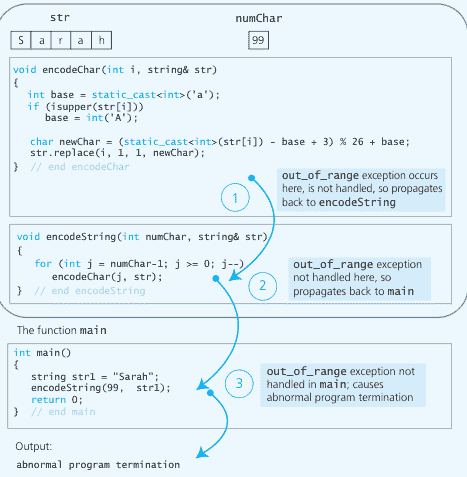 str numChar
S a r a h 99
void encodeChar(int i, string& str)
{
int base = static_cast<int>('a');
if (isupper(str[i]))
base = int('A');
char newChar = (static_cast<int>(str[i]) - base + 3) % 26 + base;
str.replace(i, 1, 1, newChar);
} // end encodeChar
1
out_of_range exception occurs
here, is not handled, so propagates
back to encodeString
void encodeString(int numChar, string& str)
{
for (int j = numChar-1; j >= 0; j--)
encodeChar(j, str);
} // end encodeString
2
out_of_range exception
not handled here, so
propagates back to main
The function main
int main()
{
string str1 = "Sarah";
encodeString(99, str1);
return 0;
} // end main
3
out_of_range exception not
handled in main; causes
abnormal program termination
Output:
abnormal program termination